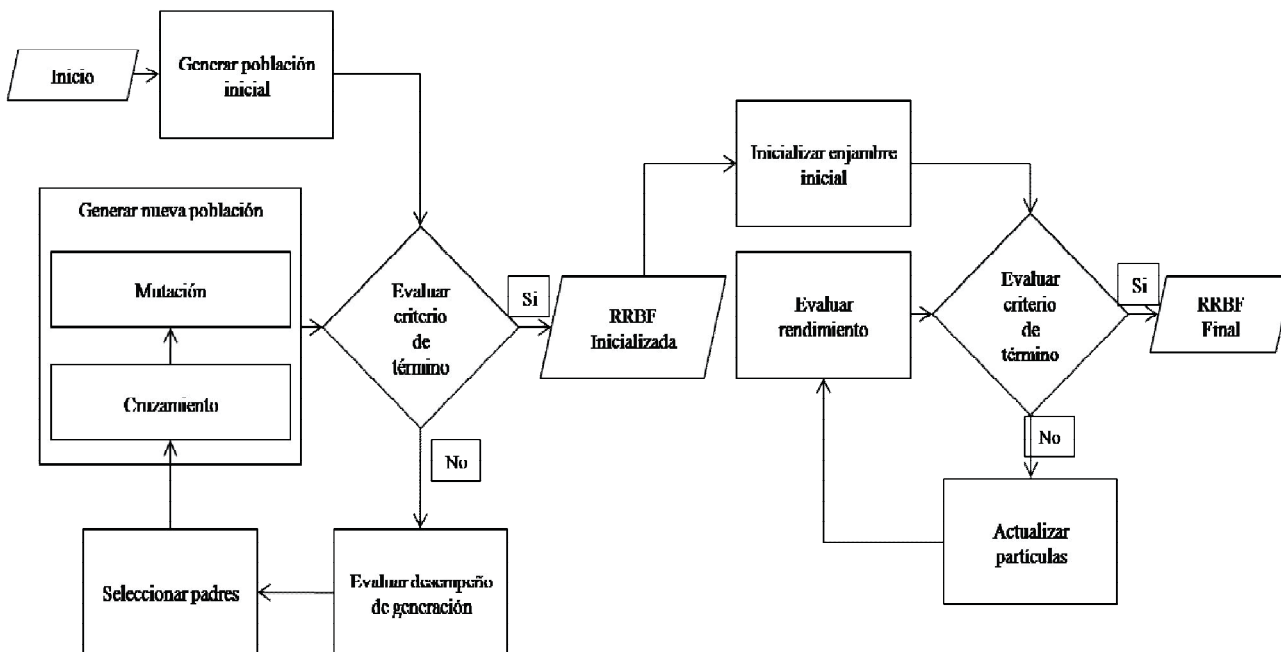 Inicio
Generar población
inicial
Generar nueva población
Mutación
Cruzamiento
Seleccionar padres
Evaluar desempeño
de generación
Evaluar
criterio
de
término
Si
No
RRBF
Inicializada
Inicializar enjambre
inicial
Evaluar
rendimiento
Evaluar
criterio
de
término
Si
No
RRBF
Final
Actualizar
partículas